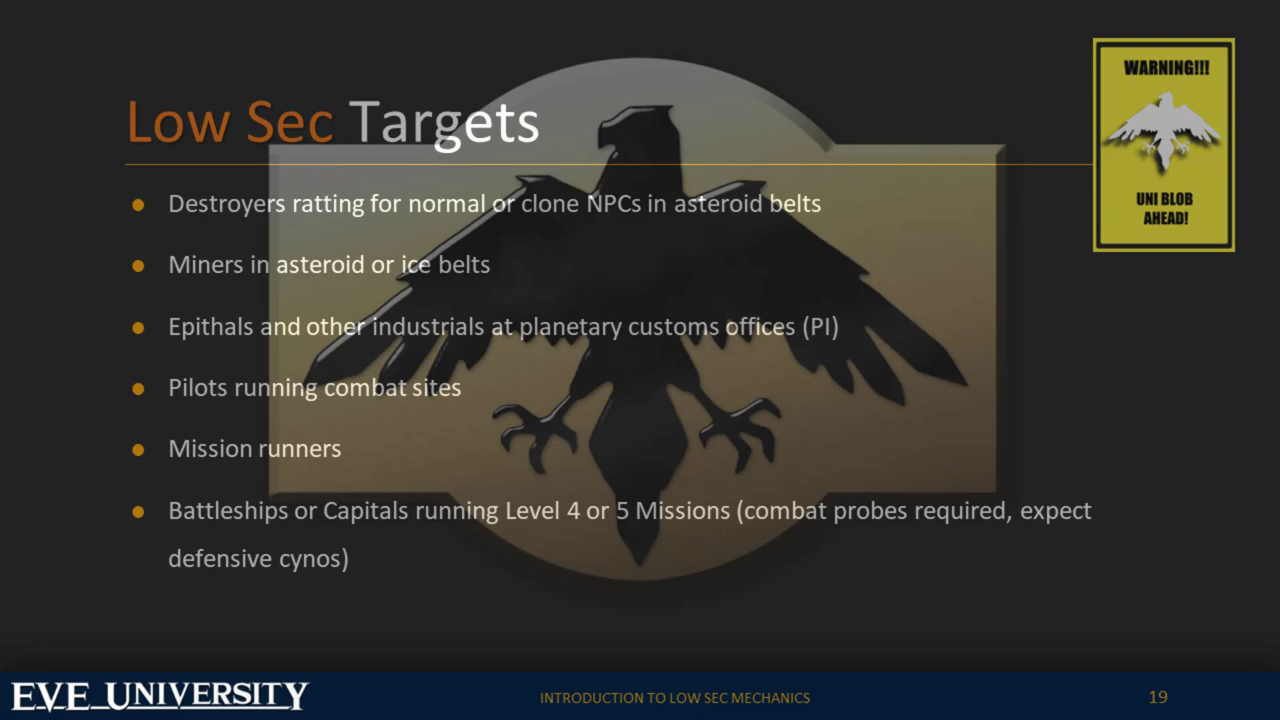 WARNING!!!
UNI BLOB
AHEAD!
Low Sec Targets
Destroyers ratting for normal or clone NPCs in asteroid belts
Miners in asteroid or ice belts
Epithals and other industrials at planetary customs offices (PI)
Pilots running combat sites
Mission runners
Battleships or Capitals running Level 4 or 5 Missions (combat probes required, expect
defensive cynos)
EVE UNIVERSITY
INTRODUCTION TO LOW SEC MECHANICS
19